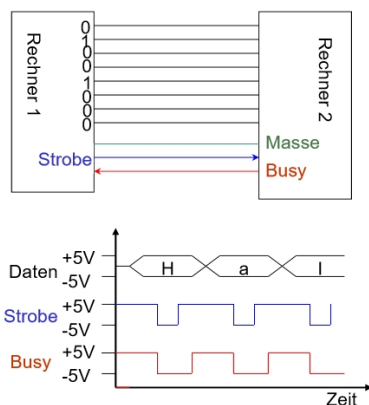 Rechner 1
0
1
0
0
1
0
0
0
Rechner 2
Masse
Strobe
Busy
+5V
Daten
-5V
H a l
+5V
Strobe
-5V
+5V
Busy
-5V
Zeit